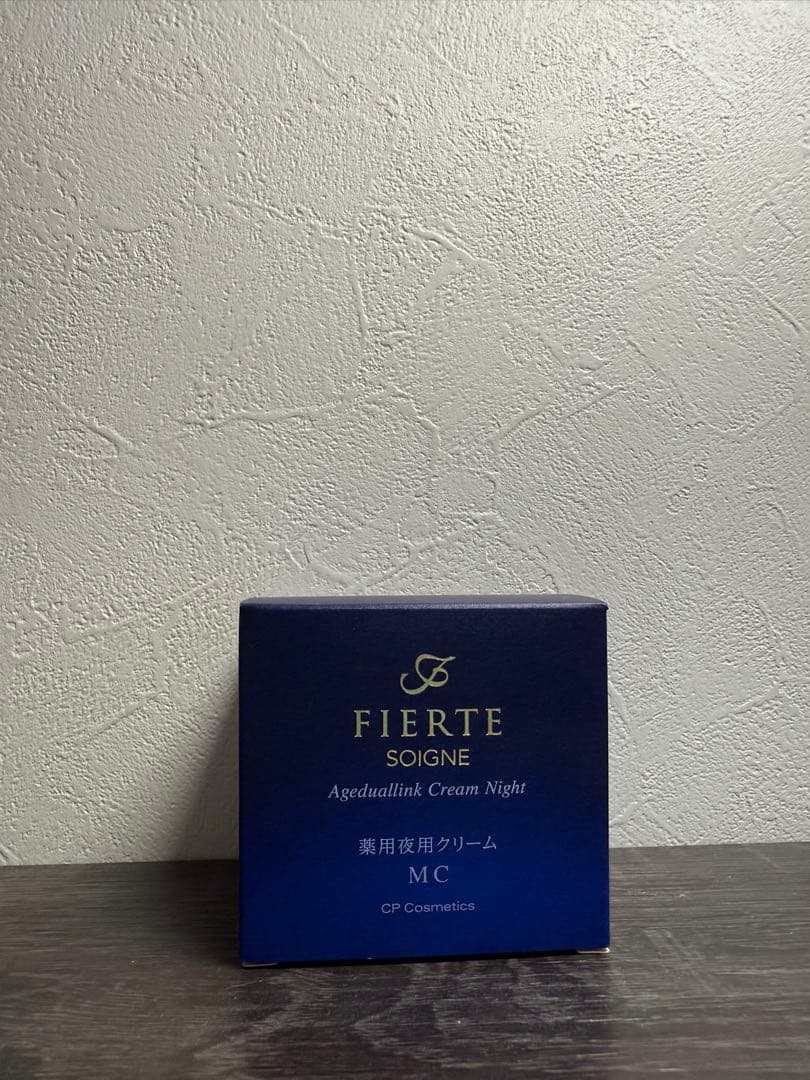 FIERTE
SOIGNE
Ageduallink Cream Night
薬用夜用クリーム
MC
CP Cosmetics